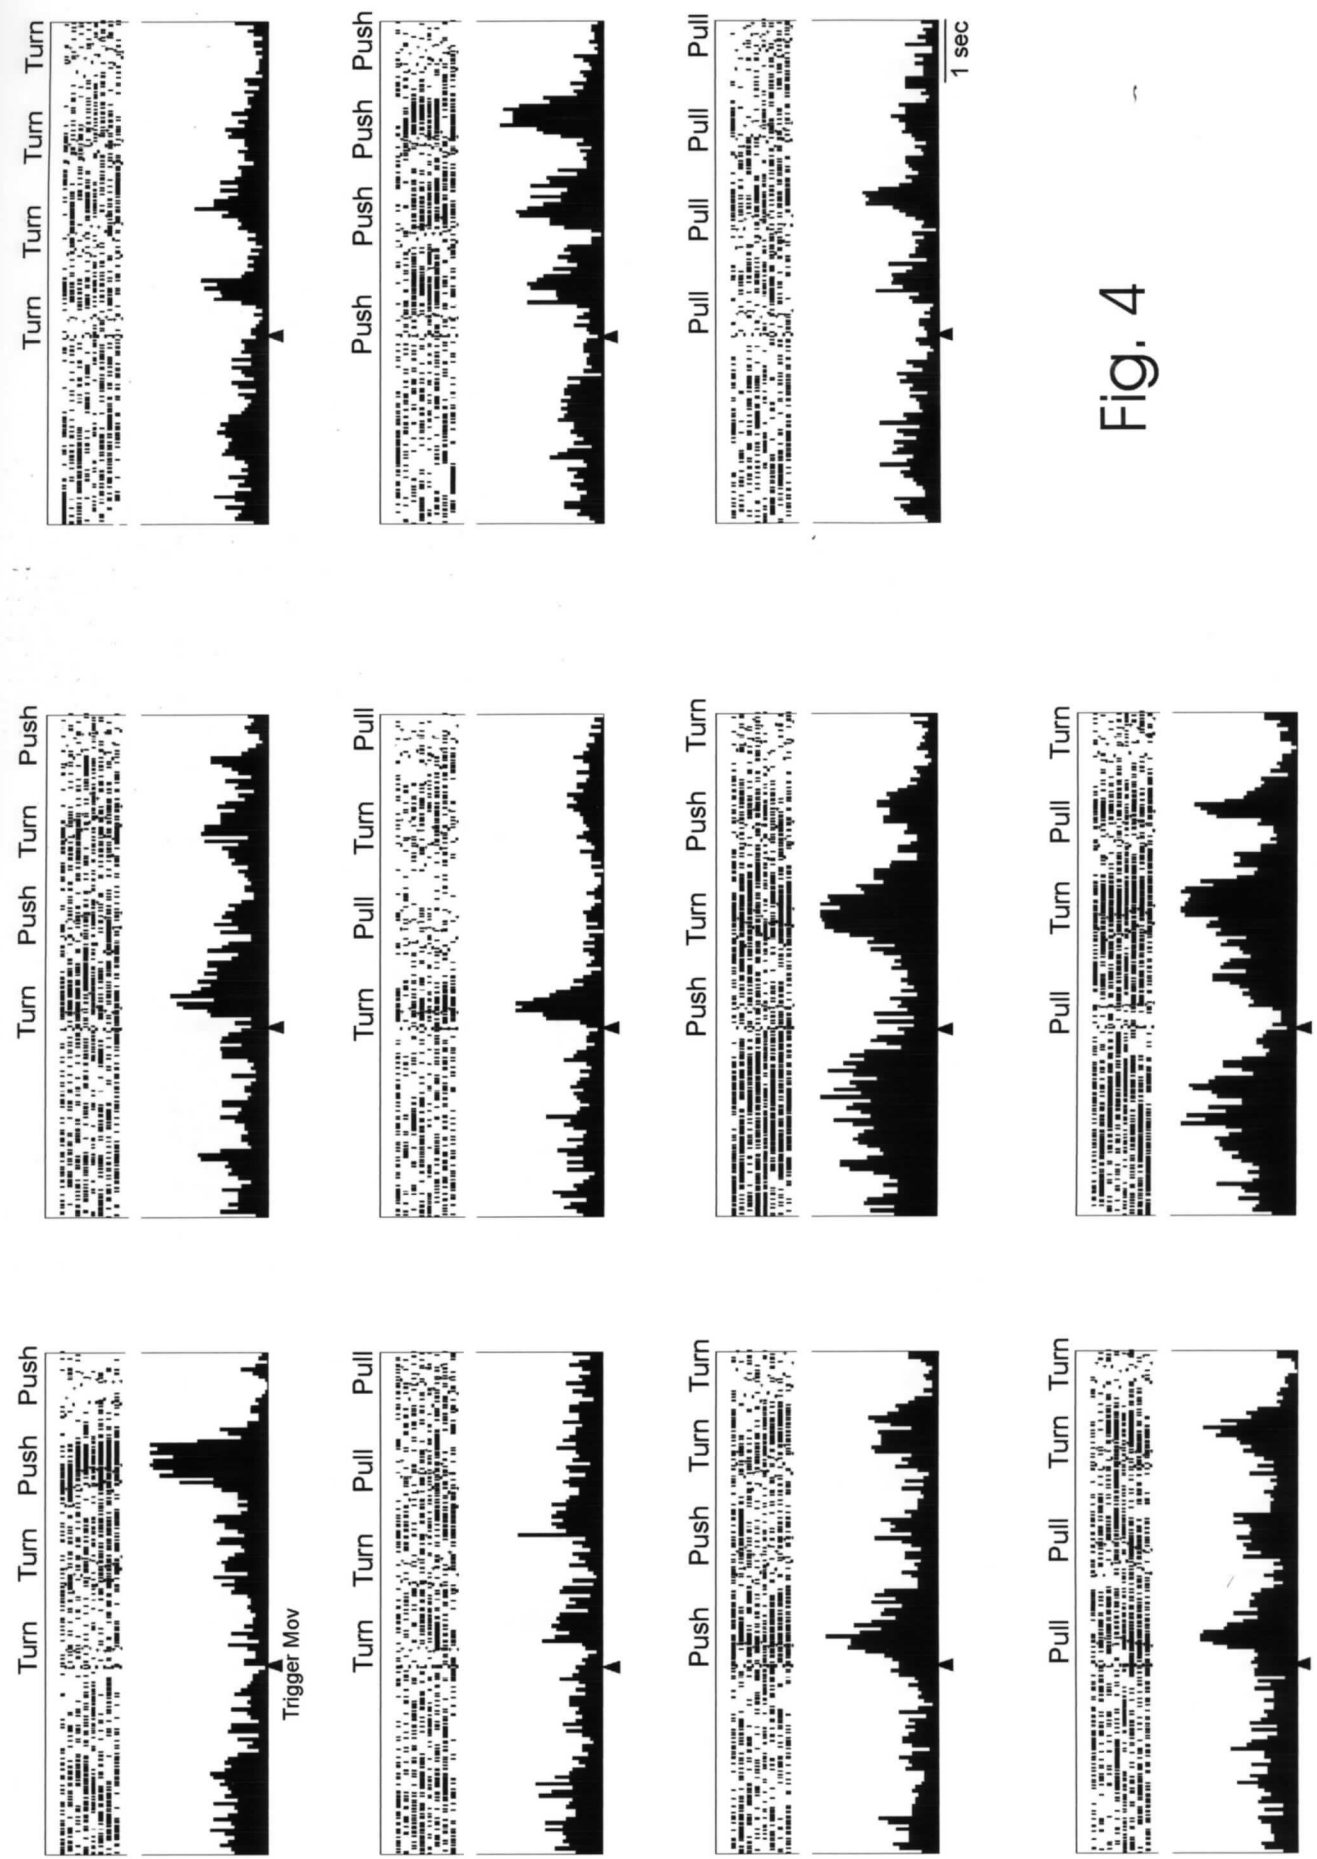 Turn Turn Push Push
Turn Push Turn Push
Turn Turn Turn Turn
Trigger Mov
Turn Turn Pull Pull
Turn Pull Turn Pull
Push Push Push Push
Push Push Turn Turn
Push Turn Push Turn
Pull Pull Pull Pull
1 sec
Pull Pull Turn Turn
Pull Turn Pull Turn
Fig. 4